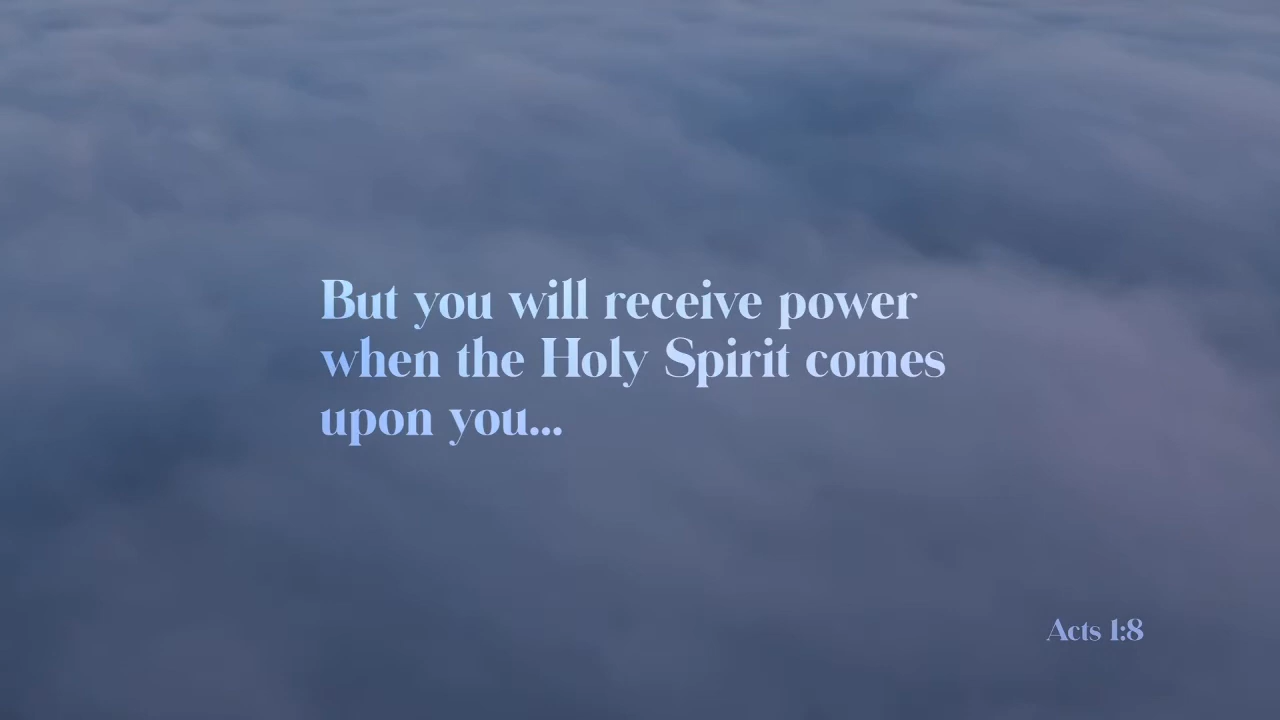 But you will receive power
when the Holy Spirit comes
upon you...
Acts 1:8